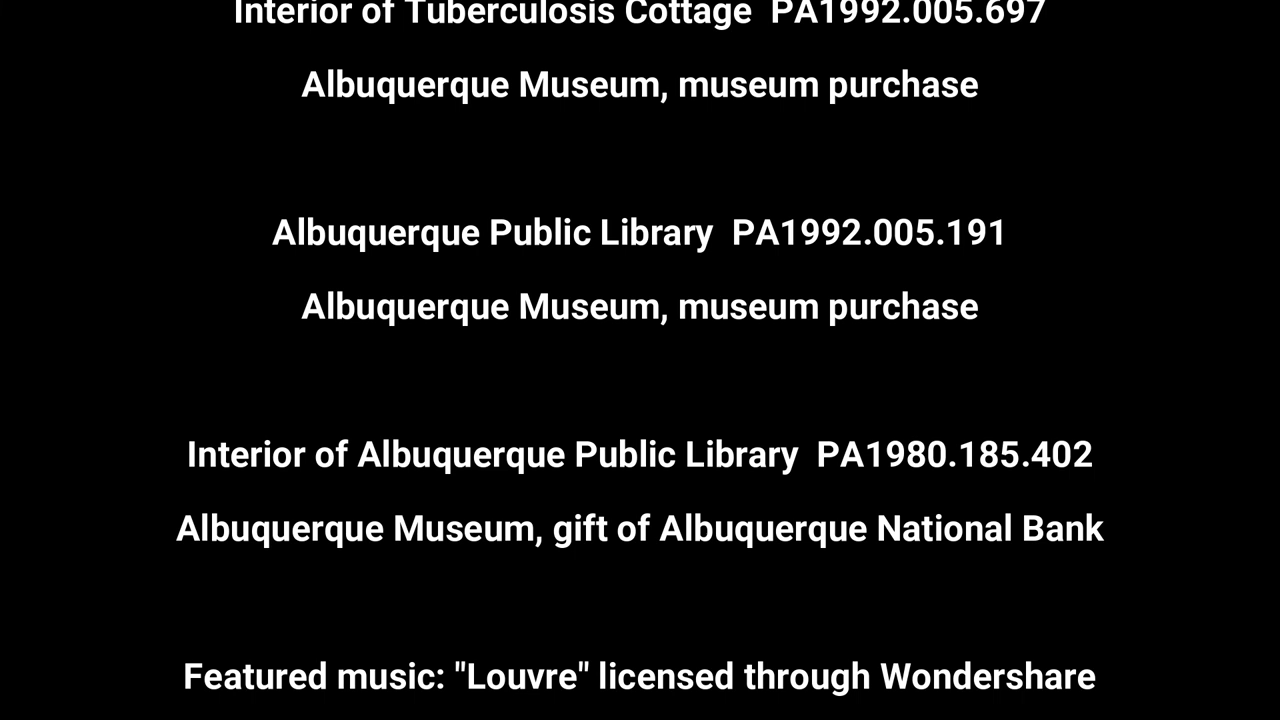 Interior of Tuberculosis Cottage  PA1992.005.697
Albuquerque Museum, museum purchase
Albuquerque Public Library  PA1992.005.191
Albuquerque Museum, museum purchase
Interior of Albuquerque Public Library  PA1980.185.402
Albuquerque Museum, gift of Albuquerque National Bank
Featured music: "Louvre" licensed through Wondershare